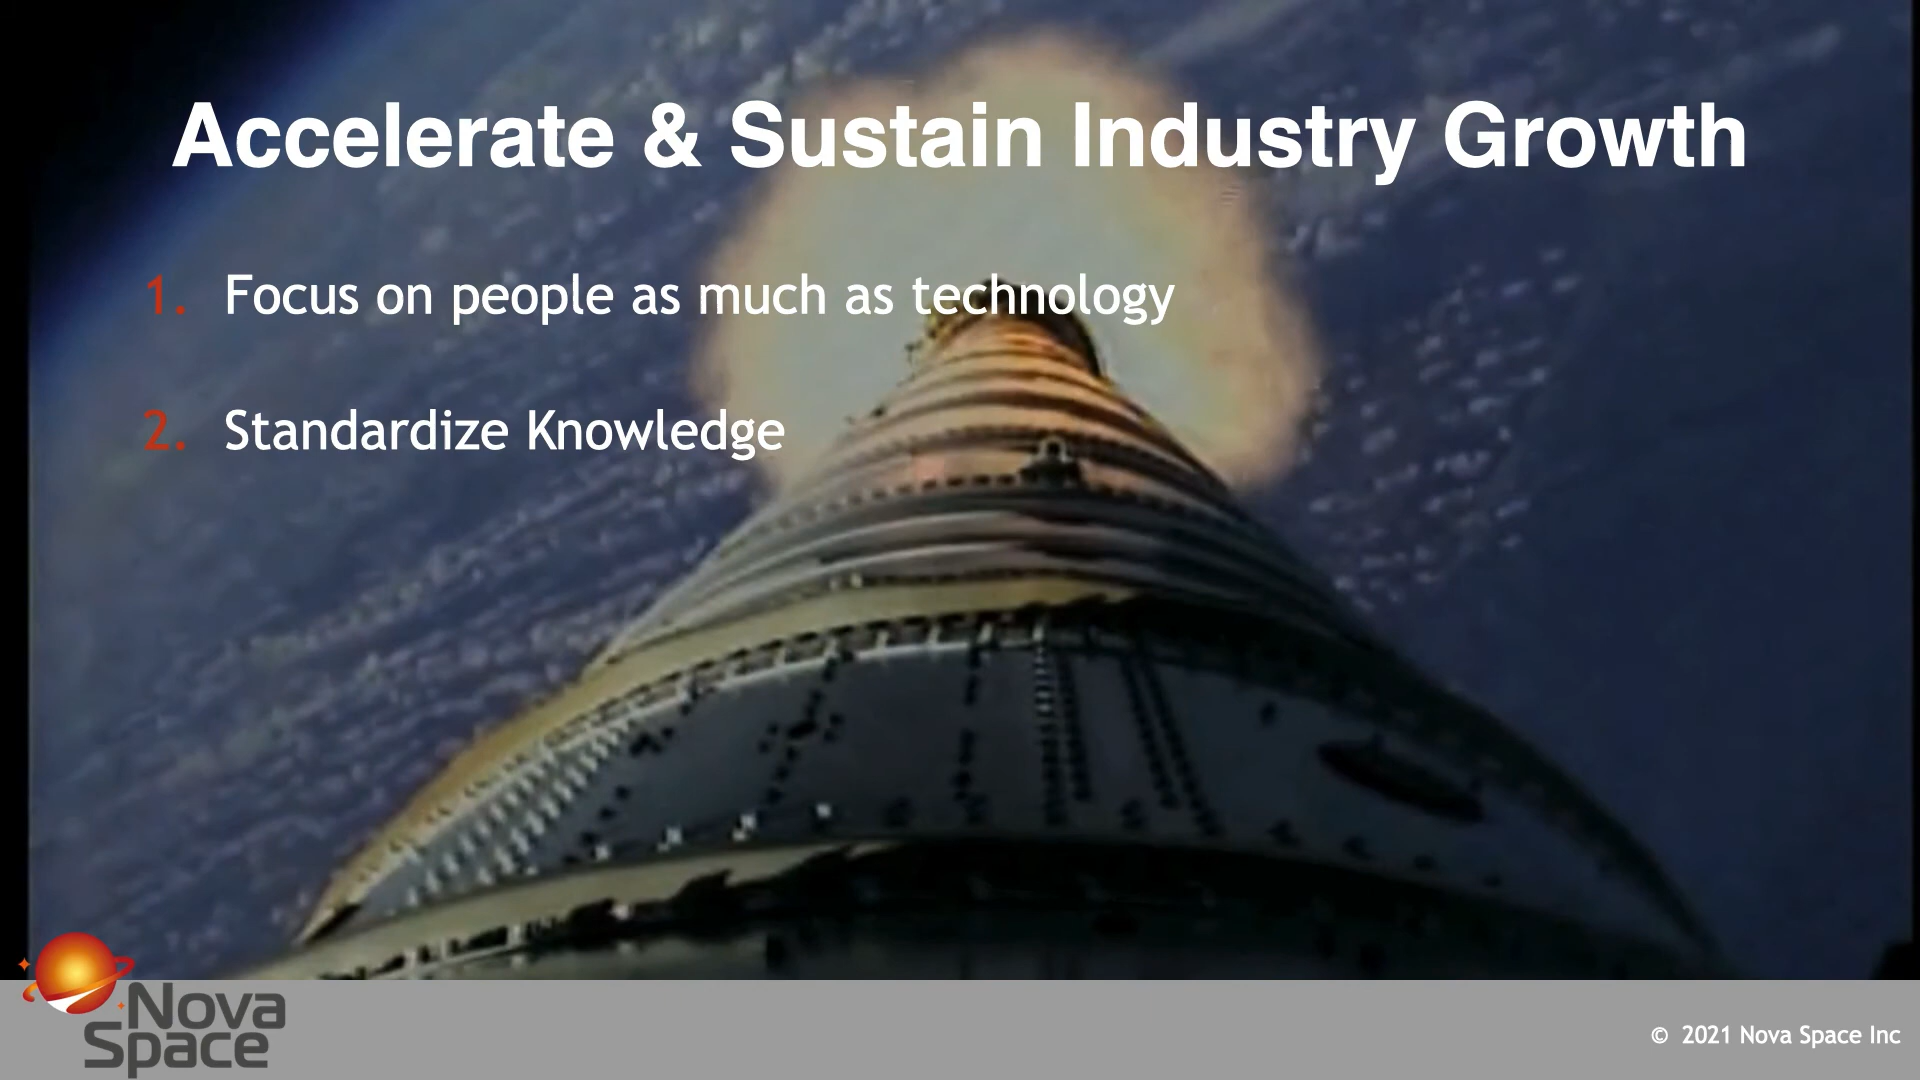 Accelerate & Sustain Industry Growth
1. Focus on people as much as technology
2. Standardize Knowledge
Nova
Space
© 2021 Nova Space Inc